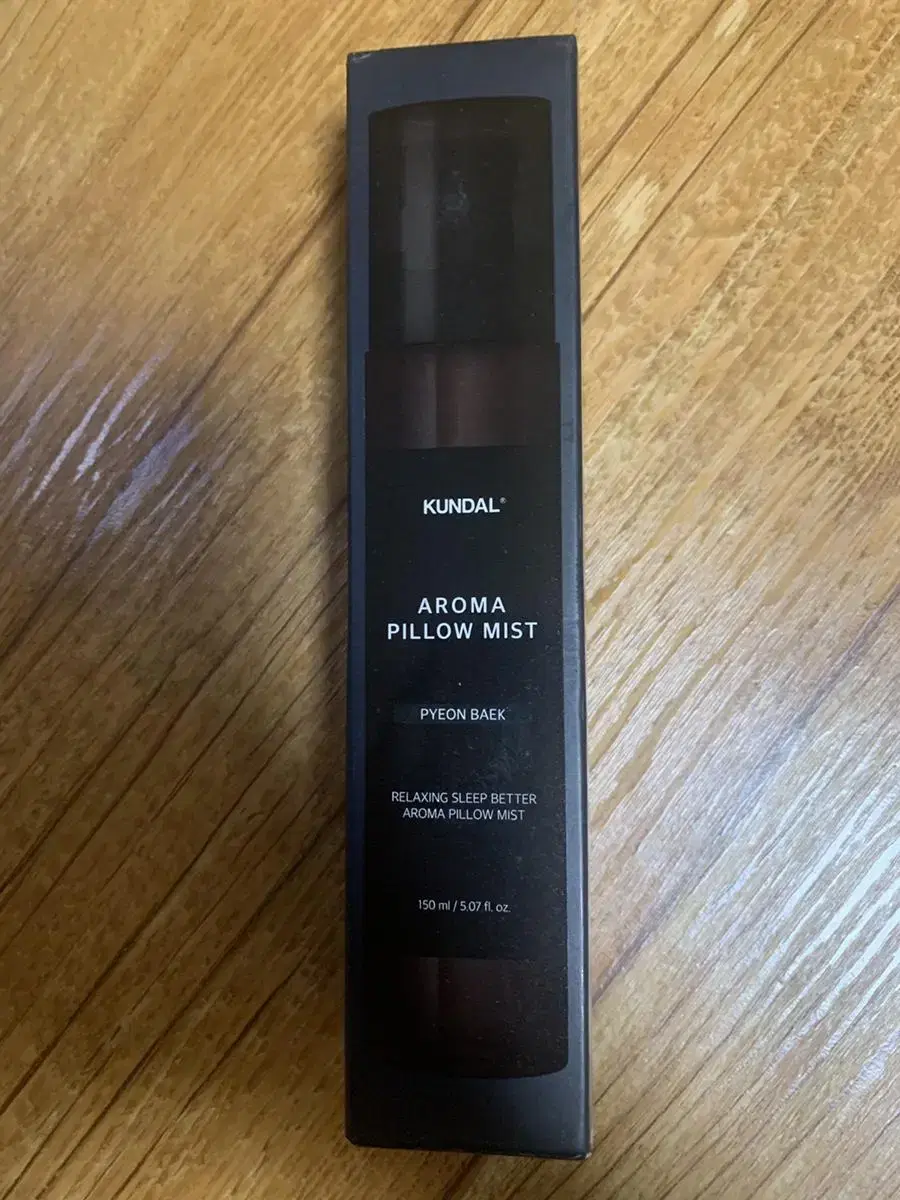 KUNDAL®
AROMA
PILLOW MIST
PYEON BAEK
RELAXING SLEEP BETTER
AROMA PILLOW MIST
150 ml / 5.07 fl. oz.